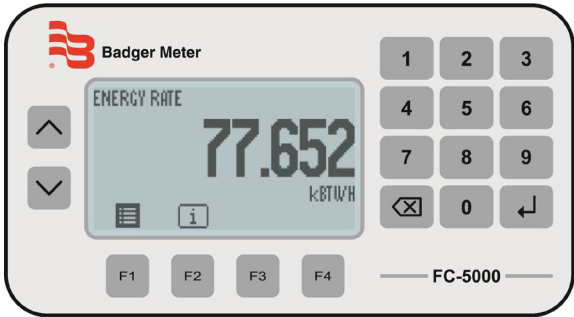 Badger Meter
®
ENERGY RATE
77.652
kBTU/H
i
1 2 3
4 5 6
7 8 9
0
F1 F2 F3 F4
FC-5000